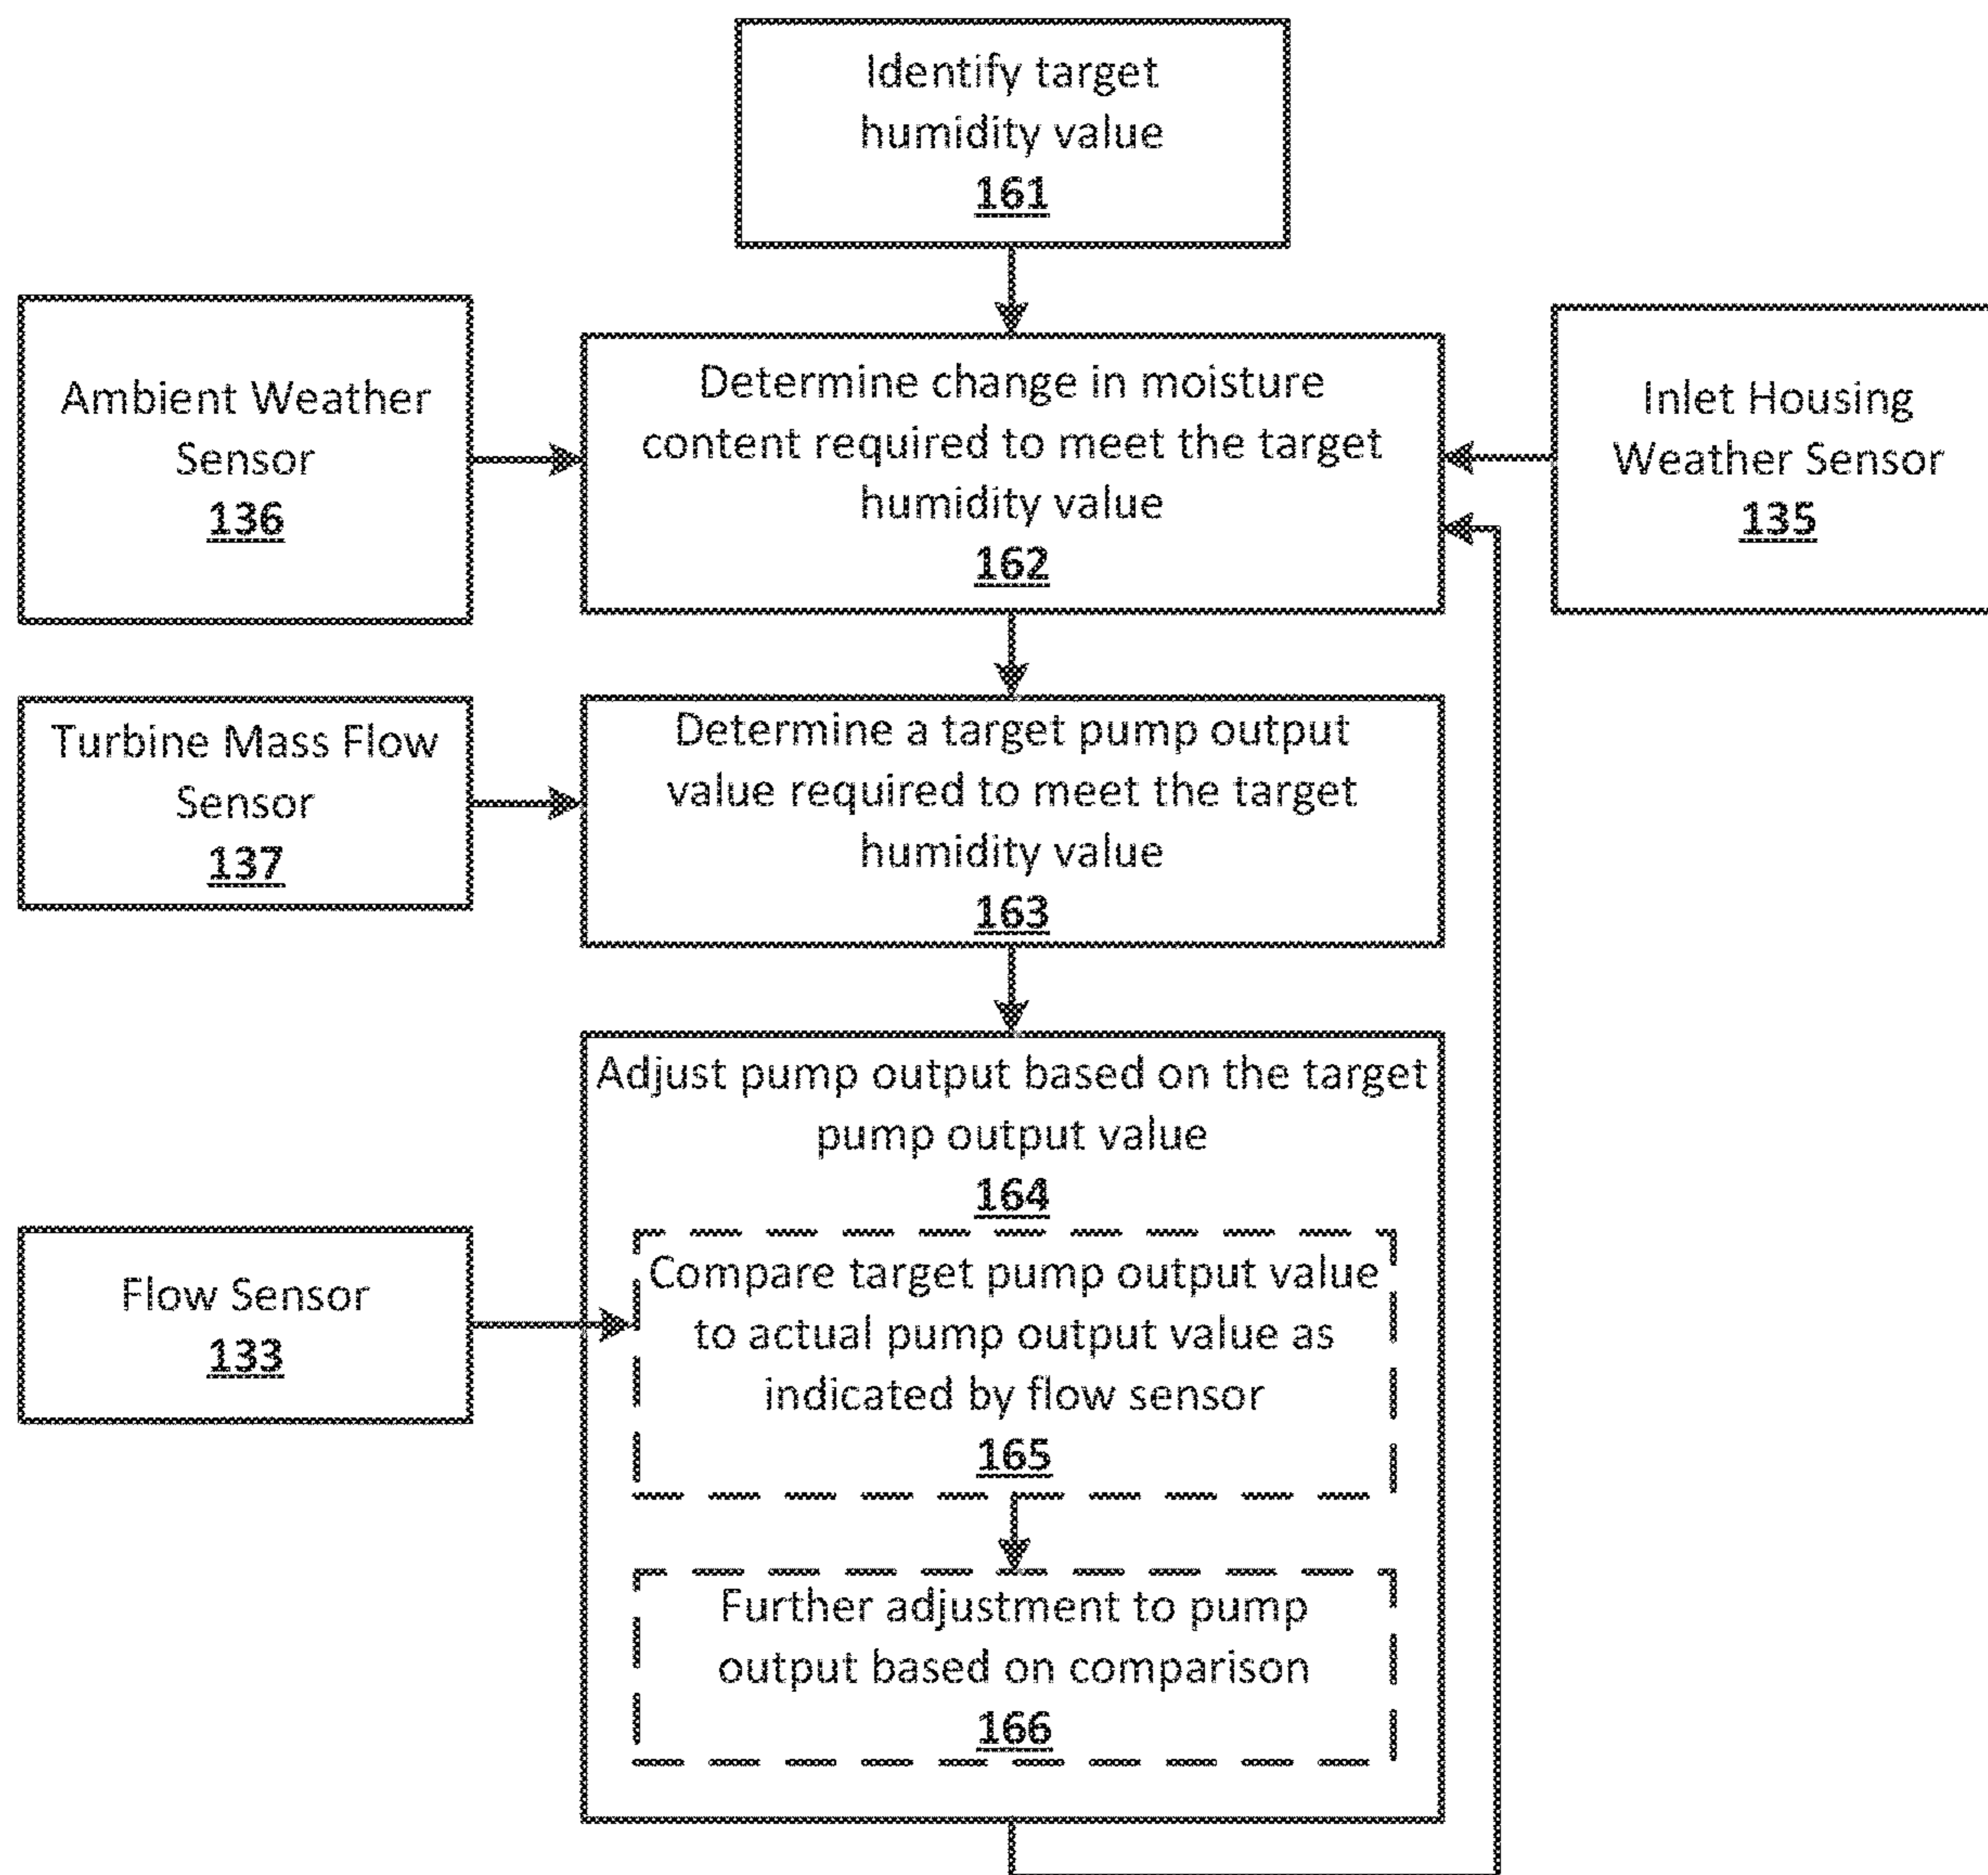 Identify target
humidity value
161
Ambient Weather
Sensor
136
Determine change in moisture
content required to meet the target
humidity value
162
Inlet Housing
Weather Sensor
135
Turbine Mass Flow
Sensor
137
Determine a target pump output
value required to meet the target
humidity value
163
Adjust pump output based on the target
pump output value
164
Flow Sensor
133
Compare target pump output value
to actual pump output value as
indicated by flow sensor
165
Further adjustment to pump
output based on comparison
166